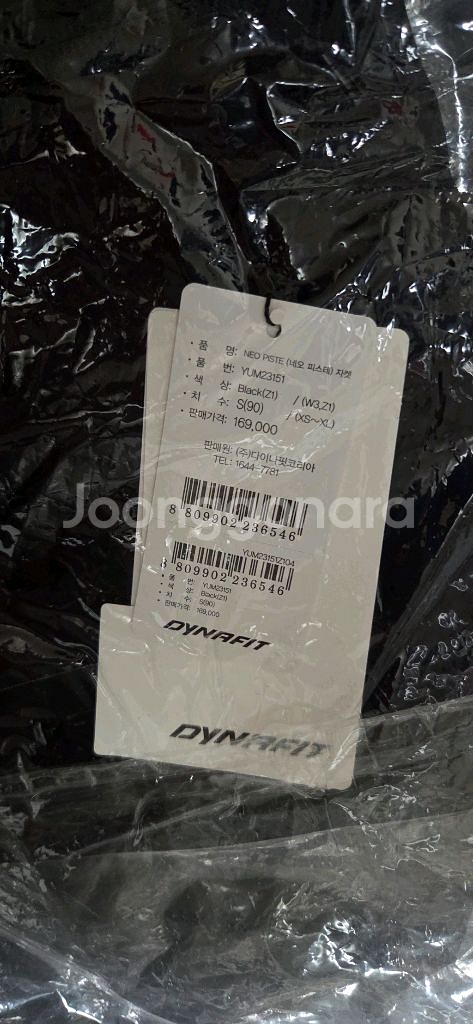 · 품 명: NEO PISTE (네오 피스테) 자켓
· 품 번: YUM23151
· 색 상: Black(Z1) / (W3,Z1)
· 치 수: S(90) / (XS~XL)
· 판매가격: 169,000
판매원: (주)다이나핏코리아
TEL: 1644-7781
Joonggonara
8 809902 236546
YUM23151Z104
8 809902 236546
· 품 번: YUM23151
· 색 상: Black(Z1)
· 치 수: S(90)
· 판매가격: 169,000
DYNAFIT
DYNAFIT